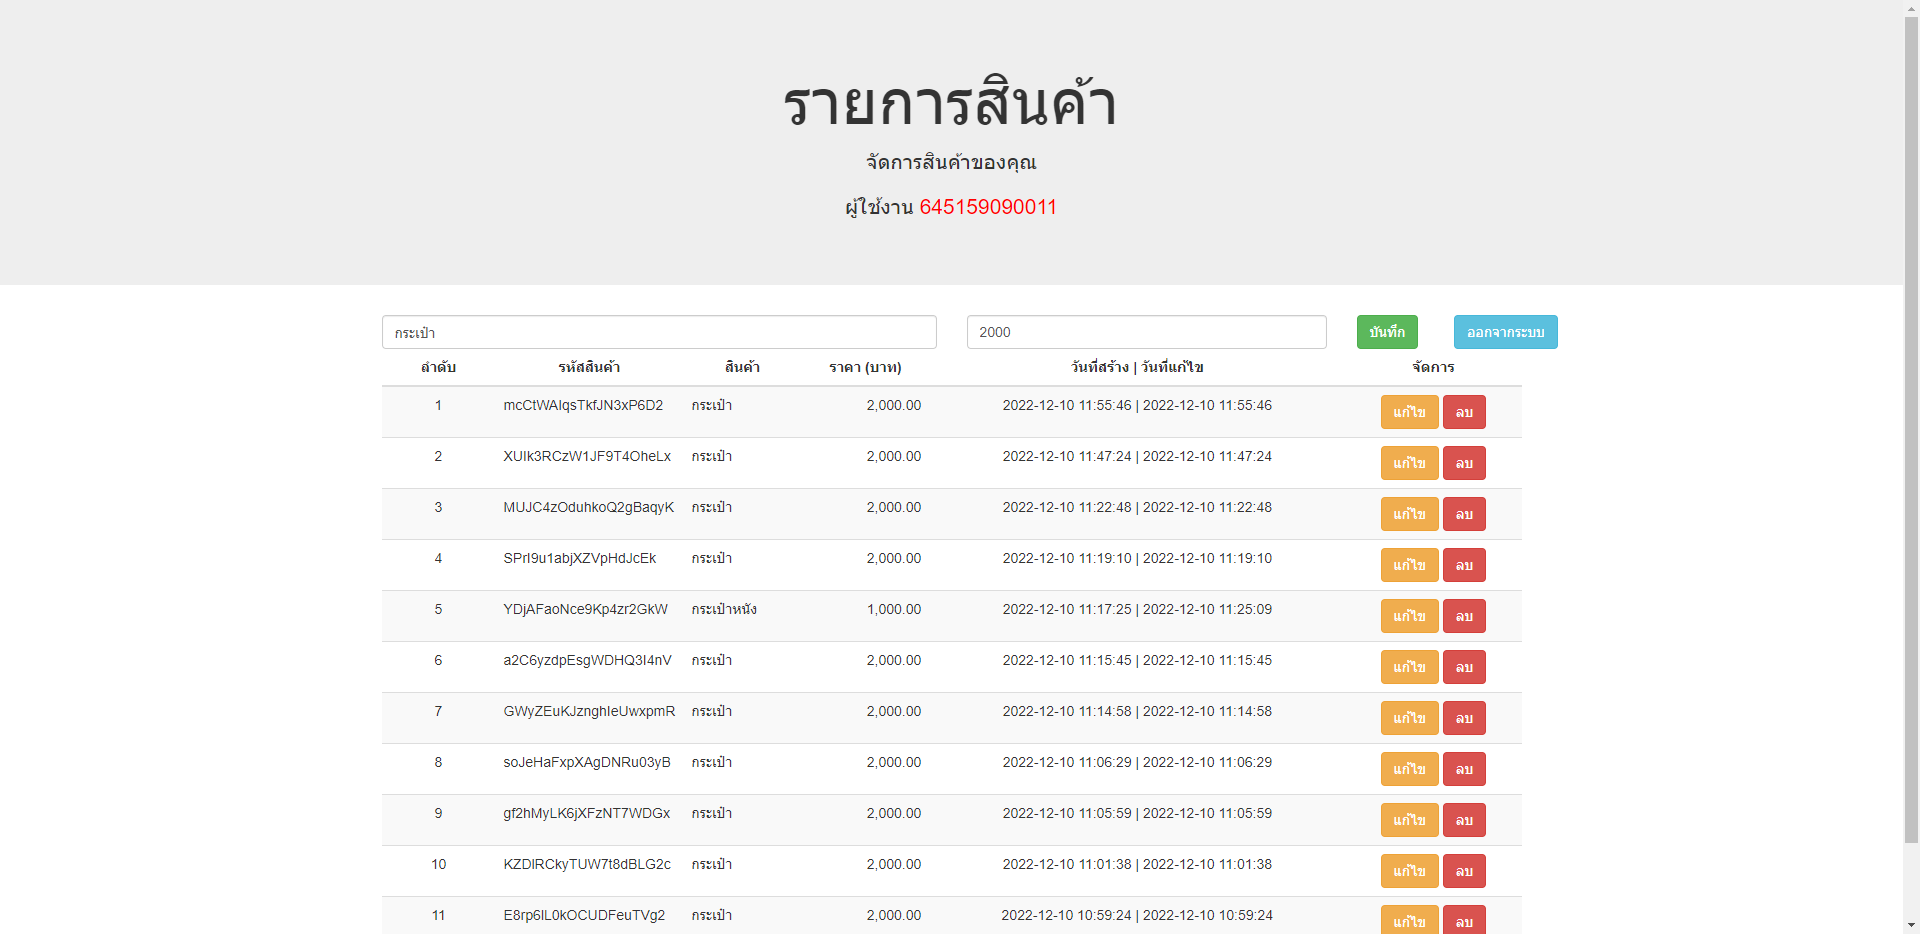 รายการสินค้า
จัดการสินค้าของคุณ
ผู้ใช้งาน 645159090011
กระเป๋า 2000 บันทึก ออกจากระบบ
ลำดับ รหัสสินค้า สินค้า ราคา (บาท) วันที่สร้าง | วันที่แก้ไข จัดการ
1 mcCtWAlqsTkfJN3xP6D2 กระเป๋า 2,000.00 2022-12-10 11:55:46 | 2022-12-10 11:55:46 แก้ไข ลบ
2 XUlk3RCzW1JF9T4OheLx กระเป๋า 2,000.00 2022-12-10 11:47:24 | 2022-12-10 11:47:24 แก้ไข ลบ
3 MUJC4zOduhkoQ2gBaqyK กระเป๋า 2,000.00 2022-12-10 11:22:48 | 2022-12-10 11:22:48 แก้ไข ลบ
4 SPrI9u1abjXZVpHdJcEk กระเป๋า 2,000.00 2022-12-10 11:19:10 | 2022-12-10 11:19:10 แก้ไข ลบ
5 YDjAFaoNce9Kp4zr2GkW กระเป๋าหนัง 1,000.00 2022-12-10 11:17:25 | 2022-12-10 11:25:09 แก้ไข ลบ
6 a2C6yzdpEsgWDHQ3I4nV กระเป๋า 2,000.00 2022-12-10 11:15:45 | 2022-12-10 11:15:45 แก้ไข ลบ
7 GWyZEuKJznghIeUwxpmR กระเป๋า 2,000.00 2022-12-10 11:14:58 | 2022-12-10 11:14:58 แก้ไข ลบ
8 soJeHaFxpXAgDNRu03yB กระเป๋า 2,000.00 2022-12-10 11:06:29 | 2022-12-10 11:06:29 แก้ไข ลบ
9 gf2hMyLK6jXFzNT7WDGx กระเป๋า 2,000.00 2022-12-10 11:05:59 | 2022-12-10 11:05:59 แก้ไข ลบ
10 KZDIRCkyTUW7t8dBLG2c กระเป๋า 2,000.00 2022-12-10 11:01:38 | 2022-12-10 11:01:38 แก้ไข ลบ
11 E8rp6lL0kOCUDFeuTVg2 กระเป๋า 2,000.00 2022-12-10 10:59:24 | 2022-12-10 10:59:24 แก้ไข ลบ